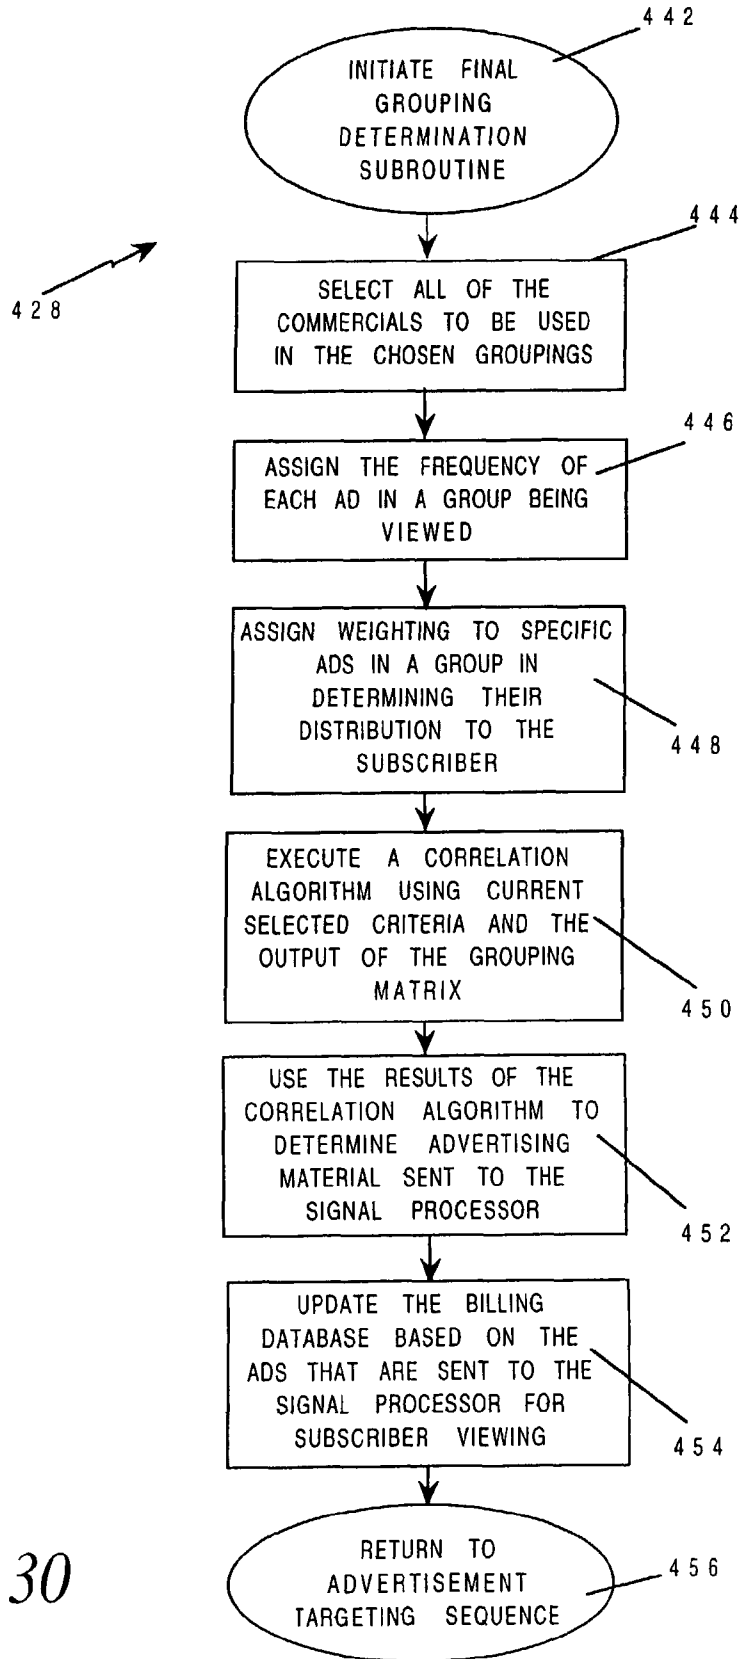 442
INITIATE FINAL
GROUPING
DETERMINATION
SUBROUTINE
444
428
SELECT ALL OF THE
COMMERCIALS TO BE USED
IN THE CHOSEN GROUPINGS
446
ASSIGN THE FREQUENCY OF
EACH AD IN A GROUP BEING
VIEWED
ASSIGN WEIGHTING TO SPECIFIC
ADS IN A GROUP IN
DETERMINING THEIR
DISTRIBUTION TO THE
SUBSCRIBER
448
EXECUTE A CORRELATION
ALGORITHM USING CURRENT
SELECTED CRITERIA AND THE
OUTPUT OF THE GROUPING
MATRIX
450
USE THE RESULTS OF THE
CORRELATION ALGORITHM TO
DETERMINE ADVERTISING
MATERIAL SENT TO THE
SIGNAL PROCESSOR
452
UPDATE THE BILLING
DATABASE BASED ON THE
ADS THAT ARE SENT TO THE
SIGNAL PROCESSOR FOR
SUBSCRIBER VIEWING
454
RETURN TO
ADVERTISEMENT
TARGETING SEQUENCE
456
30